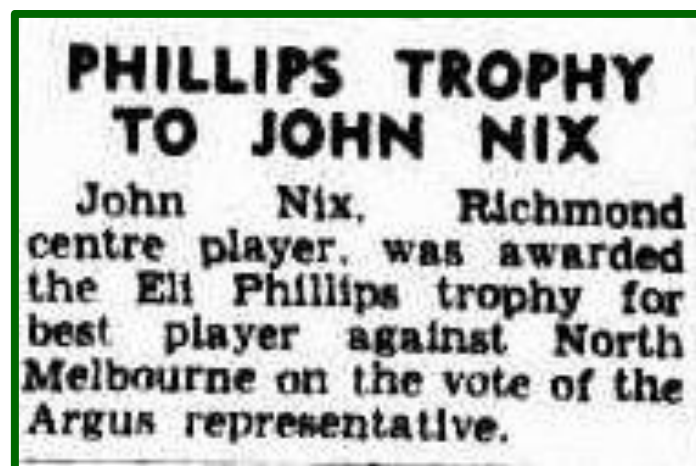 PHILLIPS TROPHY
TO JOHN NIX
John Nix, Richmond
centre player, was awarded
the Eli Phillips trophy for
best player against North
Melbourne on the vote of the
Argus representative.